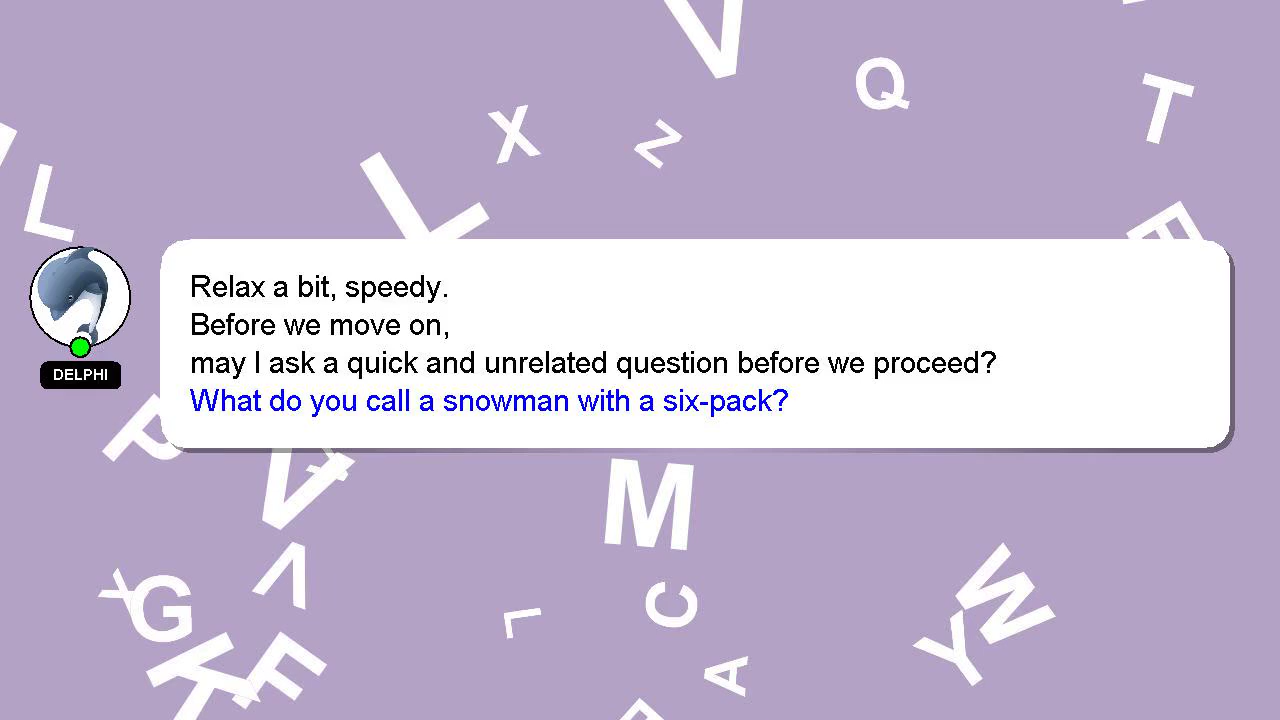 Relax a bit, speedy.
Before we move on,
may I ask a quick and unrelated question before we proceed?
What do you call a snowman with a six-pack?
DELPHI
V
Q
T
X
Z
L
L
E
P
V
M
V
X
G
C
L
W
Y
K
F
A